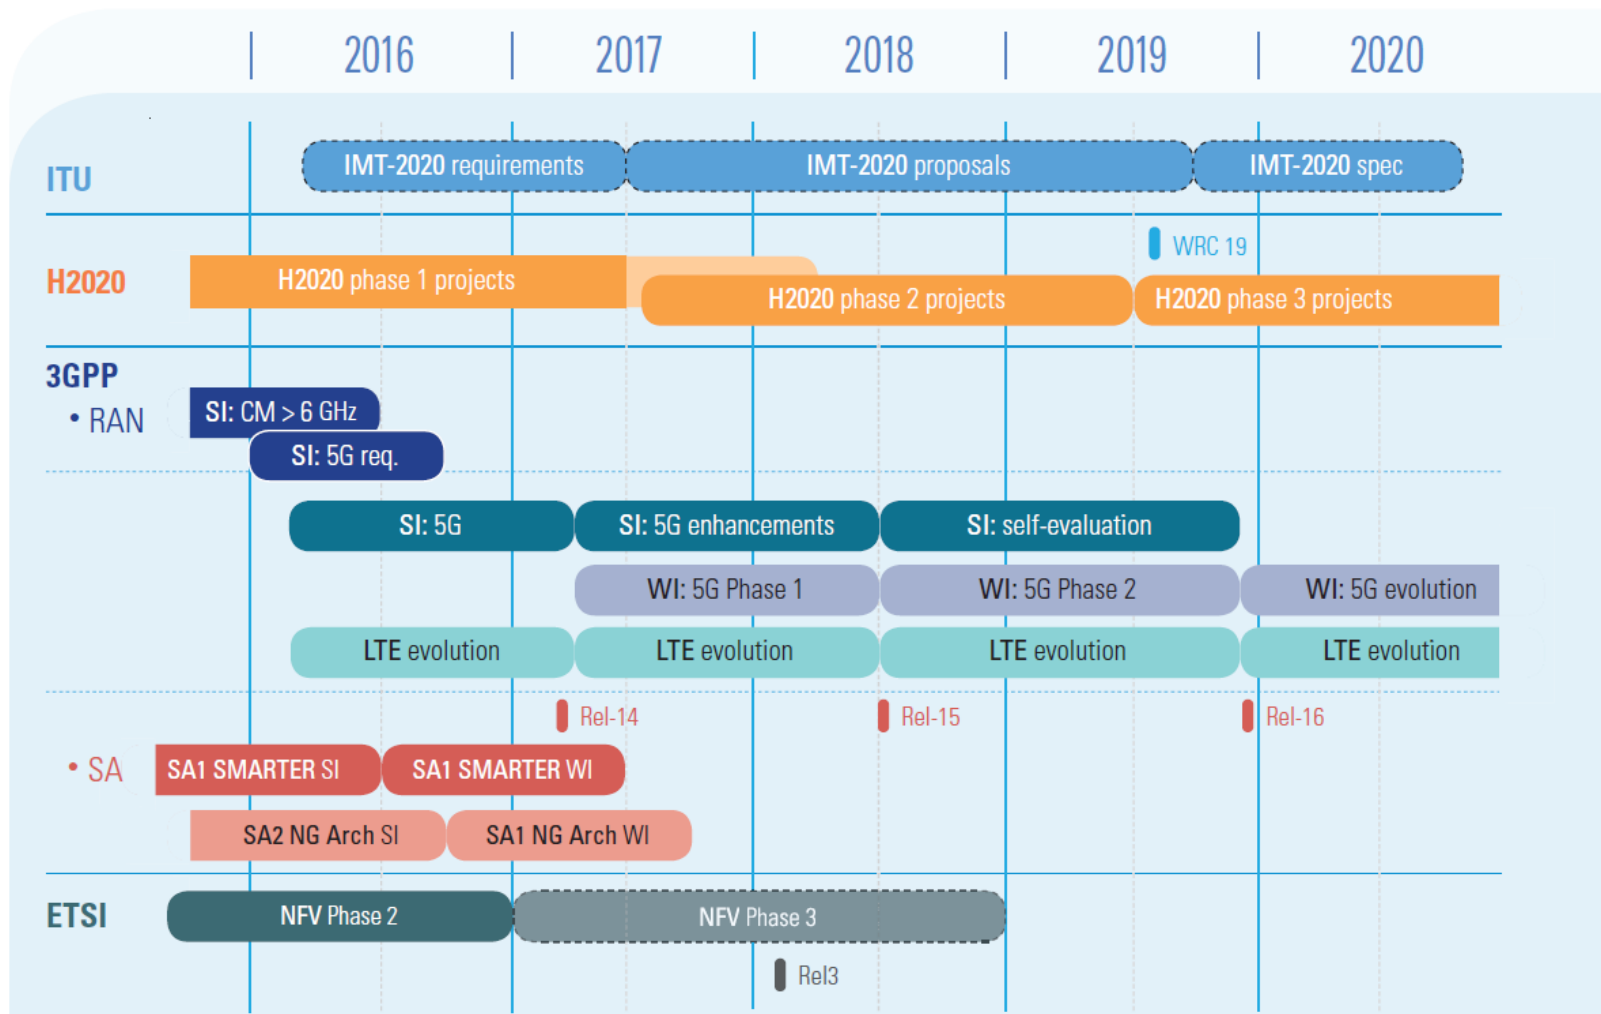 2016 2017 2018 2019 2020
ITU
IMT-2020 requirements
IMT-2020 proposals
IMT-2020 spec
WRC 19
H2020
H2020 phase 1 projects
H2020 phase 2 projects
H2020 phase 3 projects
3GPP
• RAN
SI: CM > 6 GHz
SI: 5G req.
SI: 5G
SI: 5G enhancements
SI: self-evaluation
WI: 5G Phase 1
WI: 5G Phase 2
WI: 5G evolution
LTE evolution
LTE evolution
LTE evolution
LTE evolution
Rel-14
Rel-15
Rel-16
• SA
SA1 SMARTER SI
SA1 SMARTER WI
SA2 NG Arch SI
SA1 NG Arch WI
ETSI
NFV Phase 2
NFV Phase 3
Rel3